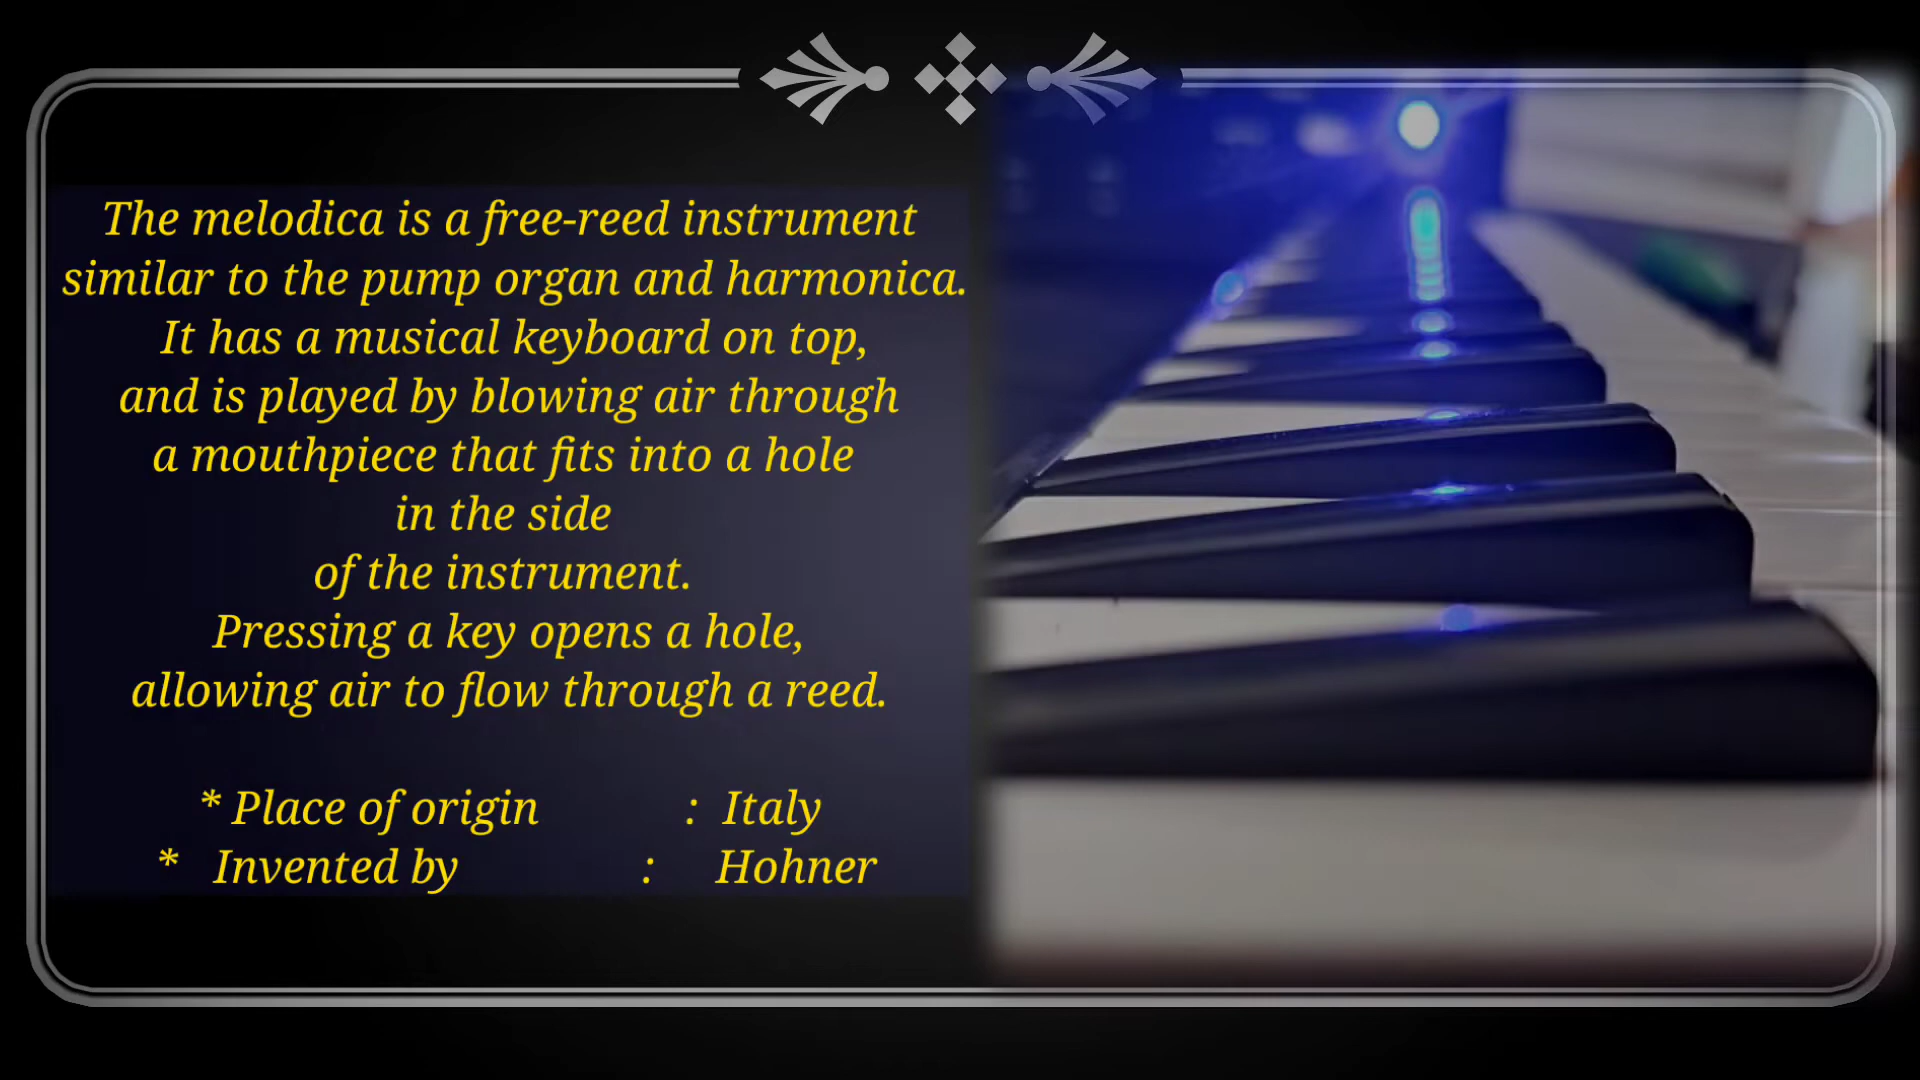 The melodica is a free-reed instrument
similar to the pump organ and harmonica.
It has a musical keyboard on top,
and is played by blowing air through
a mouthpiece that fits into a hole
in the side
of the instrument.
Pressing a key opens a hole,
allowing air to flow through a reed.
* Place of origin : Italy
* Invented by : Hohner